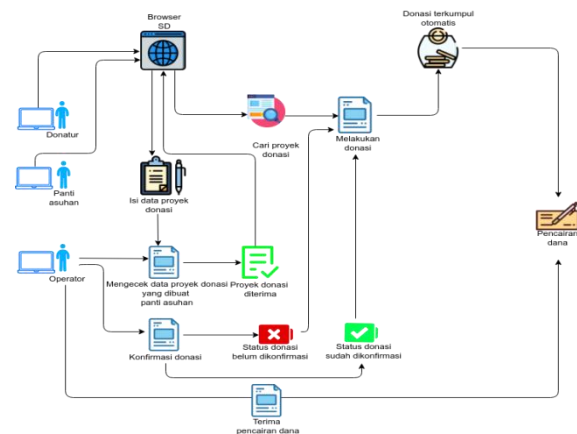 Browser
SD
Donasi terkumpul
otomatis
Donatur
Cari proyek
donasi
Melakukan
donasi
Panti
asuhan
Isi data proyek
donasi
Pencairan
dana
Operator
Mengecek data proyek donasi
yang dibuat
panti asuhan
Proyek donasi
diterima
Konfirmasi donasi
Status donasi
belum dikonfirmasi
Status donasi
sudah dikonfirmasi
Terima
pencairan dana